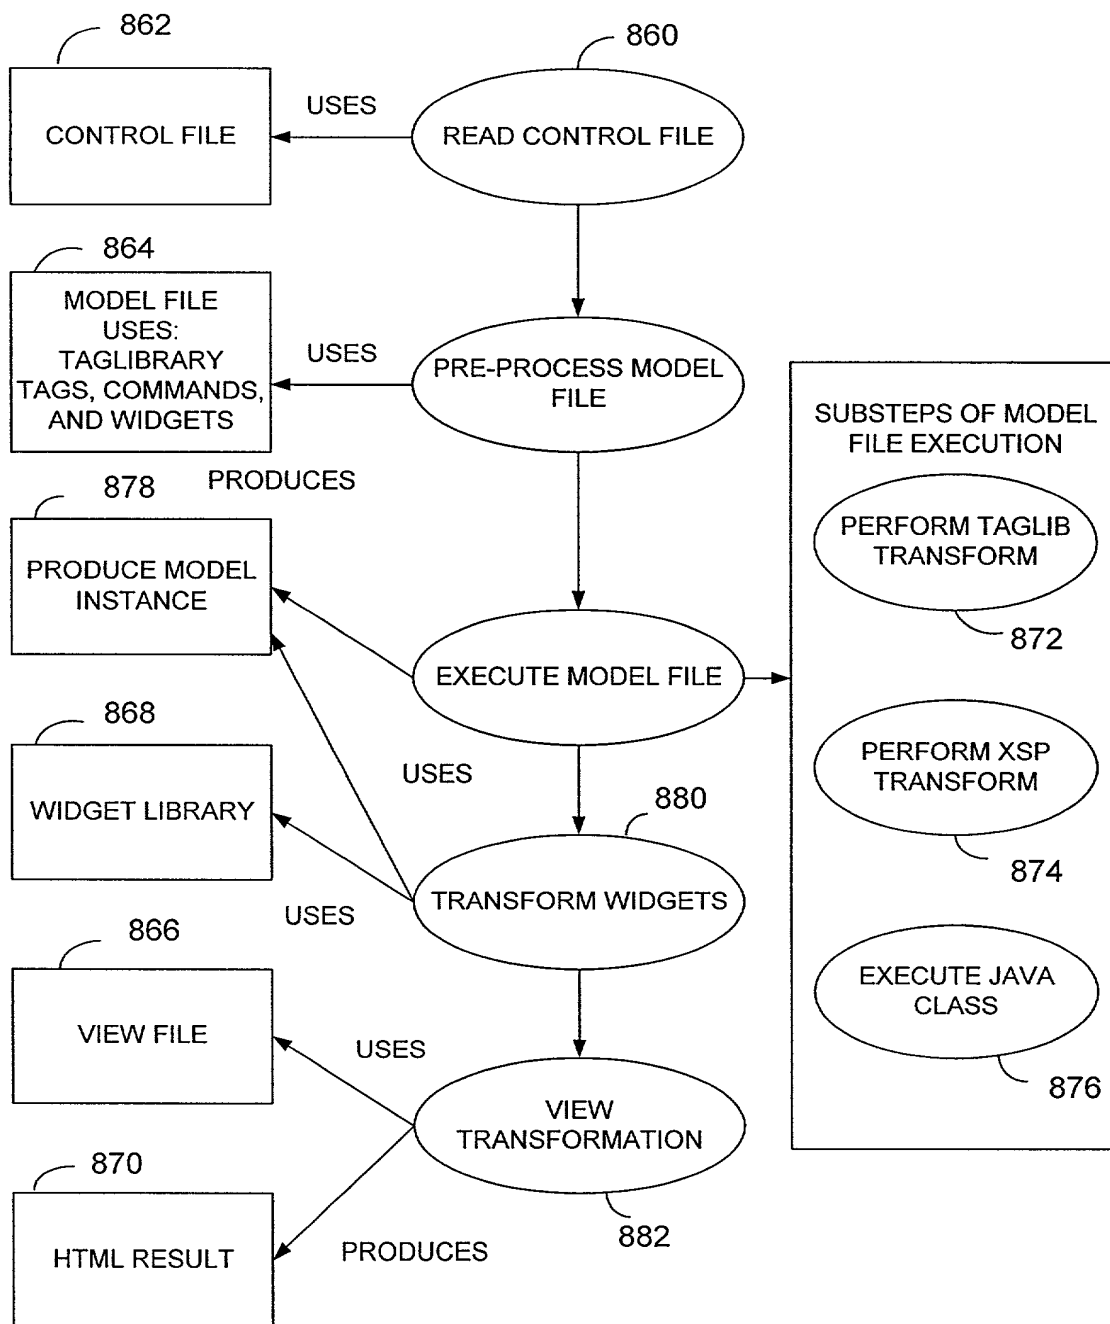 862
860
CONTROL FILE
USES
READ CONTROL FILE
864
MODEL FILE
USES:
TAGLIBRARY
TAGS, COMMANDS,
AND WIDGETS
USES
PRE-PROCESS MODEL
FILE
SUBSTEPS OF MODEL
FILE EXECUTION
PERFORM TAGLIB
TRANSFORM
872
PERFORM XSP
TRANSFORM
874
EXECUTE JAVA
CLASS
876
878
PRODUCES
PRODUCE MODEL
INSTANCE
EXECUTE MODEL FILE
868
USES
WIDGET LIBRARY
880
TRANSFORM WIDGETS
USES
866
VIEW FILE
USES
VIEW
TRANSFORMATION
882
870
HTML RESULT
PRODUCES